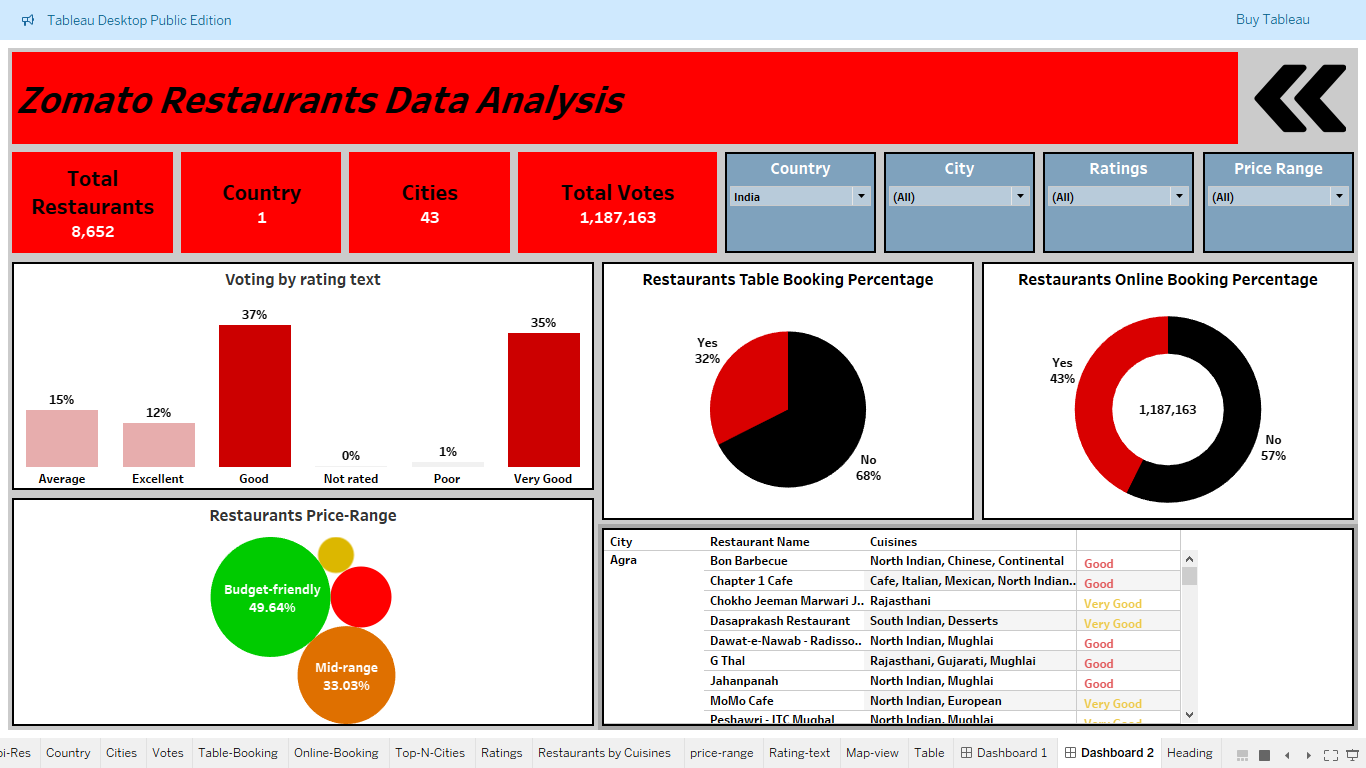 Tableau Desktop Public Edition
Buy Tableau
Zomato Restaurants Data Analysis
Total
Restaurants
8,652
Country
1
Cities
43
Total Votes
1,187,163
Country
India
City
(All)
Ratings
(All)
Price Range
(All)
Voting by rating text
15%
12%
37%
0%
1%
35%
Average
Excellent
Good
Not rated
Poor
Very Good
Restaurants Table Booking Percentage
Yes
32%
No
68%
Restaurants Online Booking Percentage
Yes
43%
1,187,163
No
57%
Restaurants Price-Range
Budget-friendly
49.64%
Mid-range
33.03%
City Restaurant Name Cuisines
Agra Bon Barbecue North Indian, Chinese, Continental Good
Chapter 1 Cafe Cafe, Italian, Mexican, North Indian.. Good
Chokho Jeeman Marwari J.. Rajasthani Very Good
Dasaprakash Restaurant South Indian, Desserts Very Good
Dawat-e-Nawab - Radisso.. North Indian, Mughlai Good
G Thal Rajasthani, Gujarati, Mughlai Good
Jahanpanah North Indian, Mughlai Good
MoMo Cafe North Indian, European Very Good
Peshawri - ITC Mughal North Indian, Mughlai Very Good
pi-Res Country Cities Votes Table-Booking Online-Booking Top-N-Cities Ratings Restaurants by Cuisines price-range Rating-text Map-view Table Dashboard 1 Dashboard 2 Heading